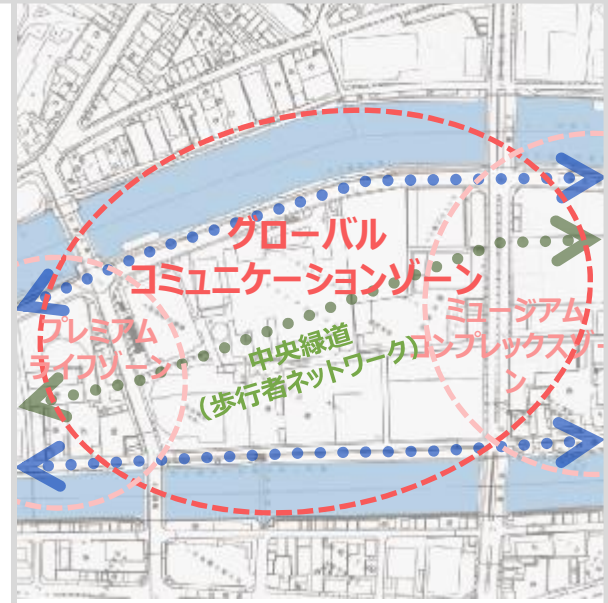 グローバル
コミュニケーションゾーン
プレミアム
ライフゾーン
ミュージアム
コンプレックスゾー
ン
中央緑道
（歩行者ネットワーク）